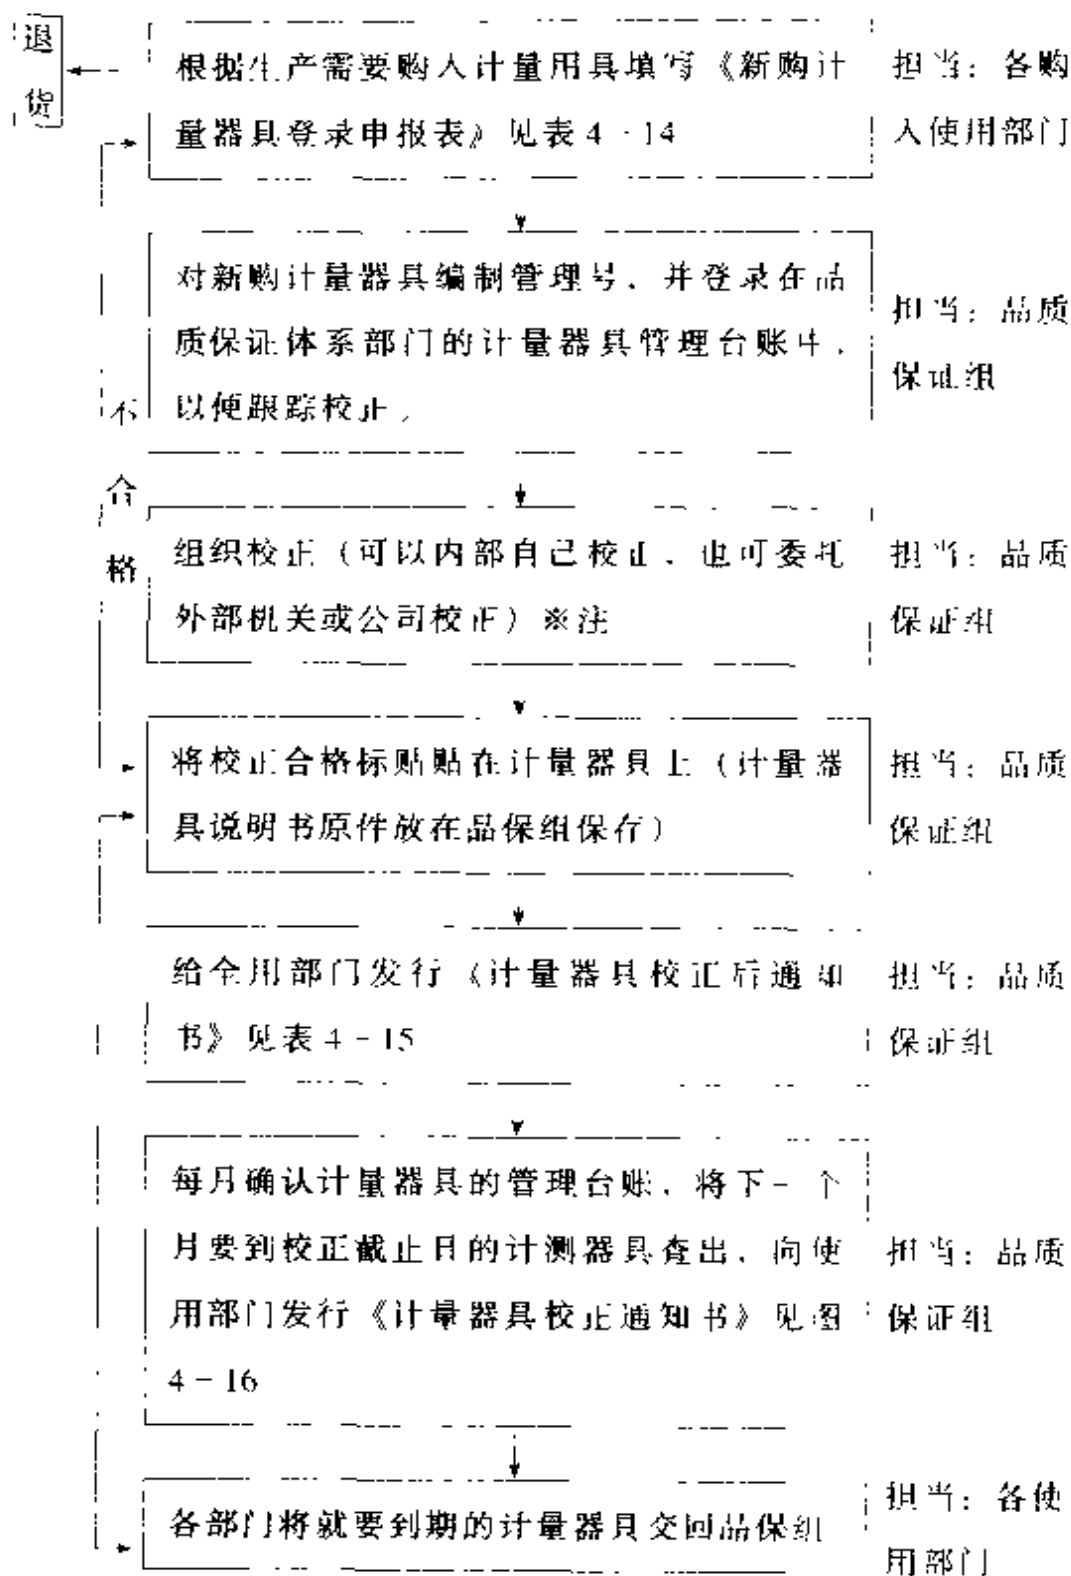 退
货
根据生产需要购入计量用具填写《新购计
量器具登录申报表》见表4-14
担当：各购
入使用部门
对新购计量器具编制管理号，并登录在品
质保证体系部门的计量器具管理台账中，
以便跟踪校正。
担当：品质
保证组
不
合
格
组织校正（可以内部自己校正，也可委托
外部机关或公司校正）※注
担当：品质
保证组
将校正合格标贴贴在计量器具上（计量器
具说明书原件放在品保组保存）
担当：品质
保证组
给全用部门发行《计量器具校正后通知
书》见表4-15
担当：品质
保证组
每月确认计量器具的管理台账，将下一个
月要到校正截止日的计测器具查出，向使
用部门发行《计量器具校正通知书》见图
4-16
担当：品质
保证组
各部门将就要到期的计量器具交回品保组
担当：各使
用部门